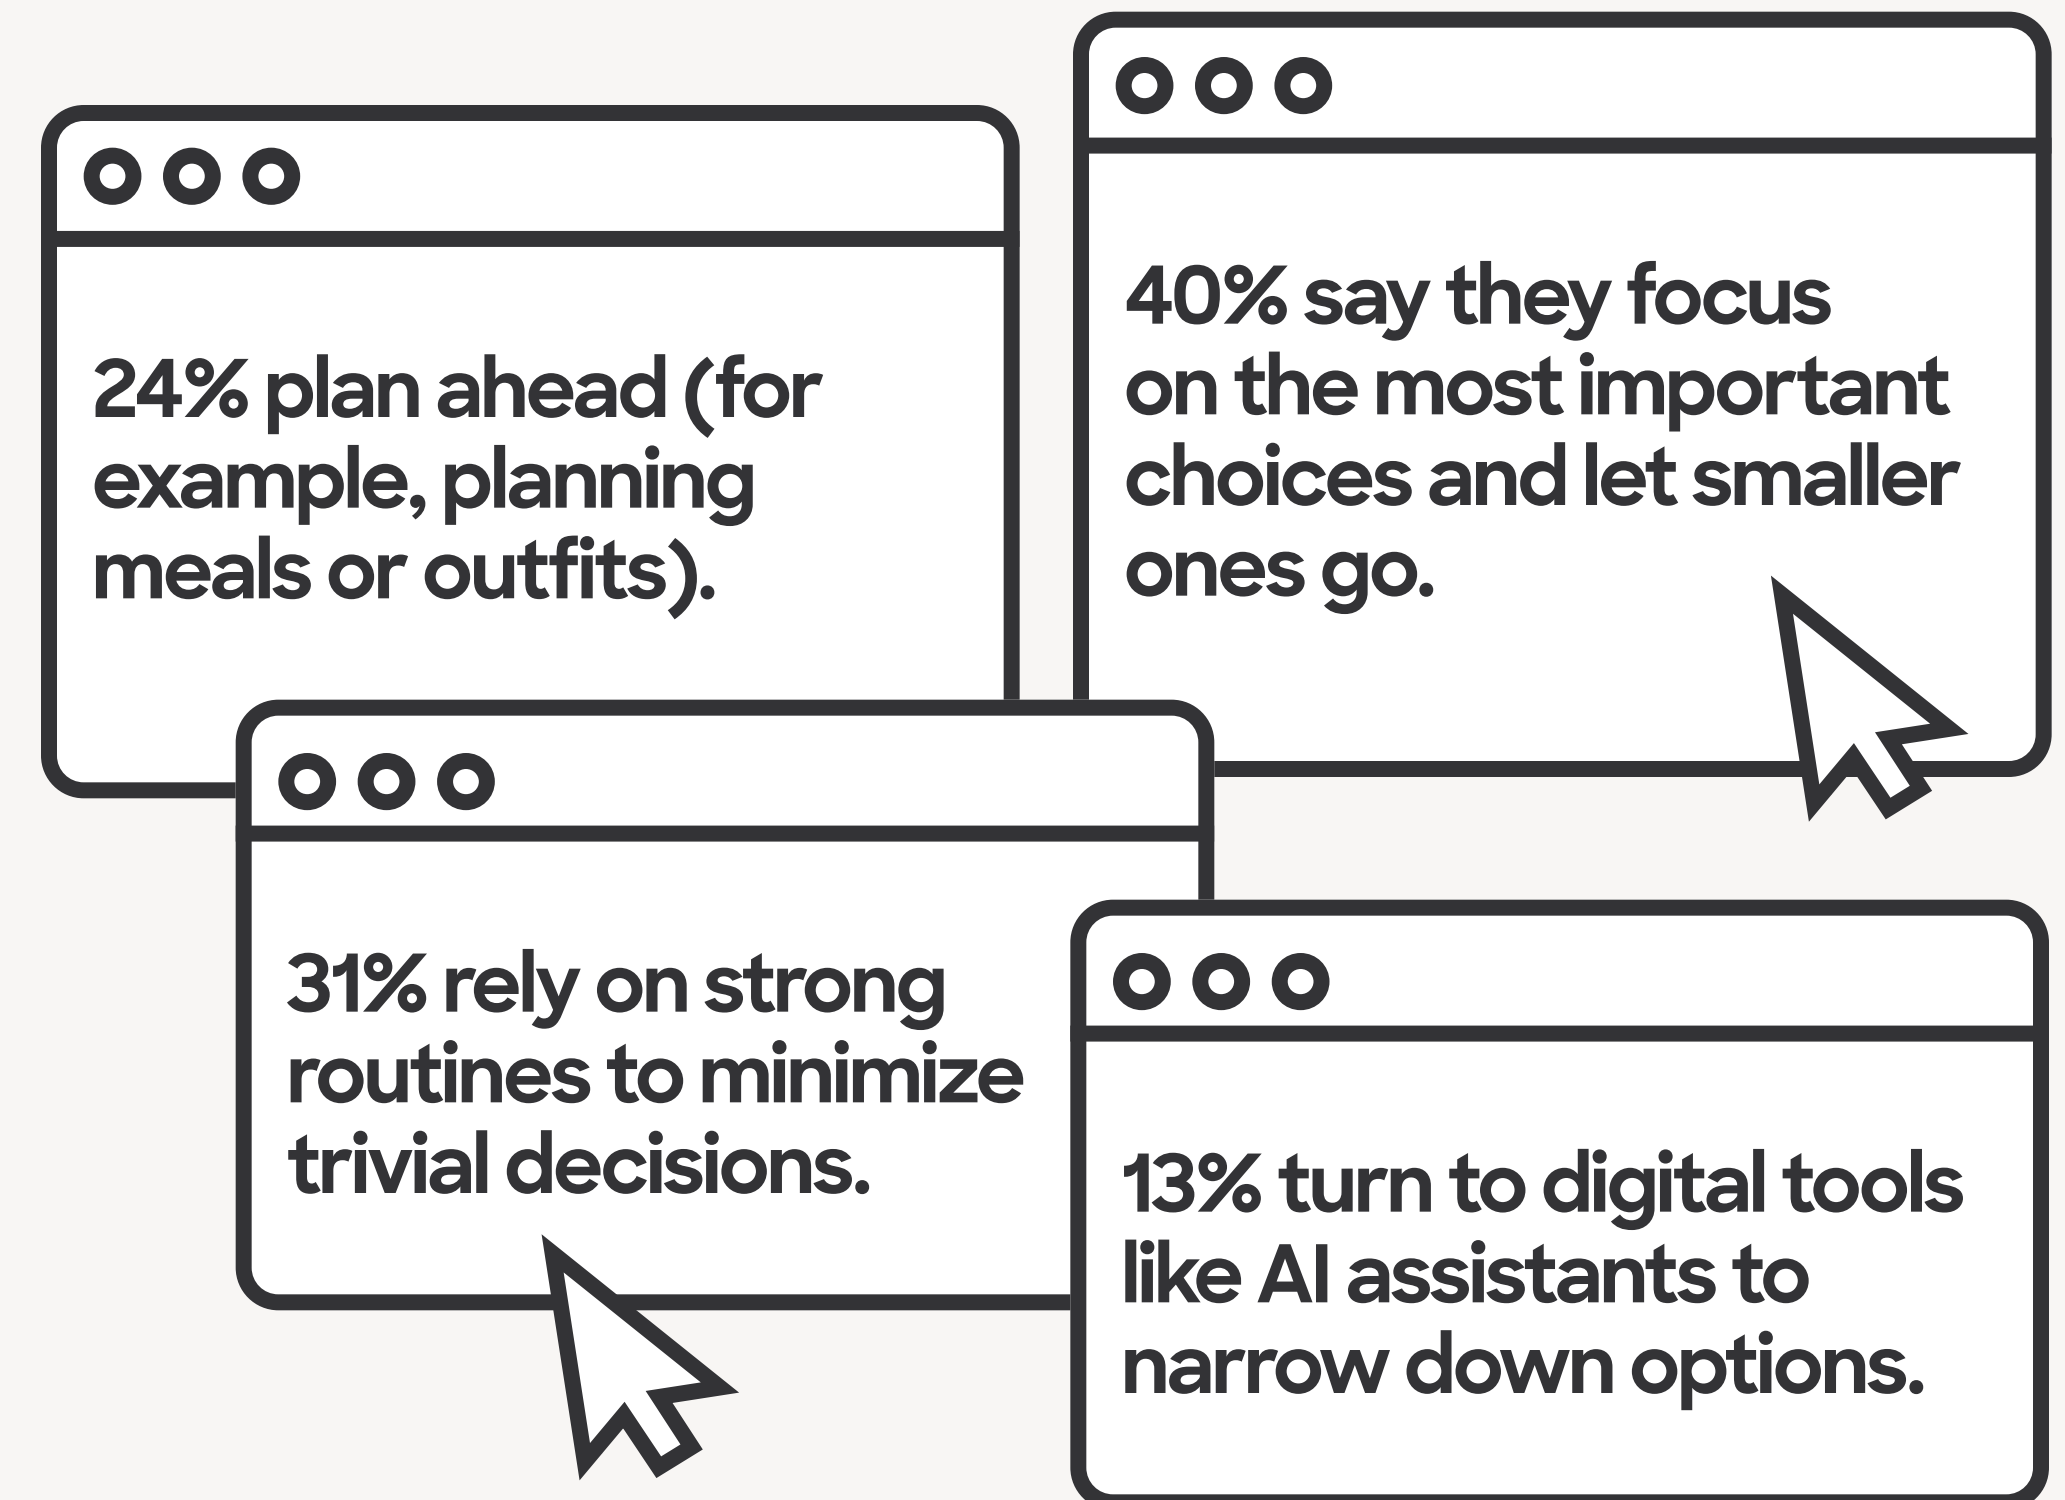 24% plan ahead (for
example, planning
meals or outfits).
40% say they focus
on the most important
choices and let smaller
ones go.
31% rely on strong
routines to minimize
trivial decisions.
13% turn to digital tools
like AI assistants to
narrow down options.